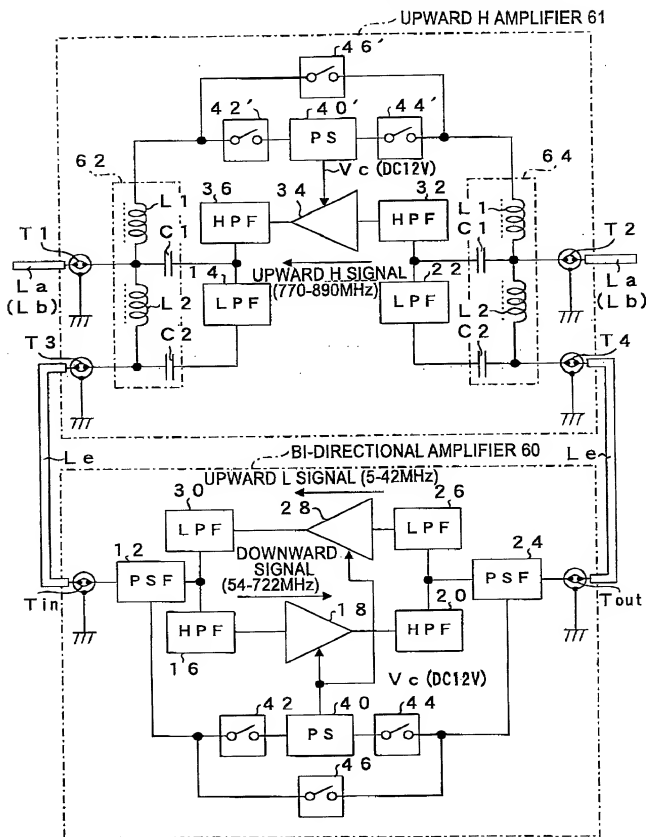 UPWARD H AMPLIFIER 61
46′
42′ 40′ 44′
PS
62 64
Vc (DC12V)
36 34 32
L1 HPF HPF L1
C1 C1
T1 T2
14 UPWARD H SIGNAL 22
(770-890MHz)
La La
(Lb) (Lb)
LPF LPF
L2 L2
C2 C2
T3 T4
BI-DIRECTIONAL AMPLIFIER 60
Le Le
UPWARD L SIGNAL (5-42MHz)
30 28 26
LPF LPF
12 24
DOWNWARD
SIGNAL
(54-722MHz)
PSF PSF
Tin Tout
18 20
HPF HPF
16
Vc (DC12V)
42 40 44
PS
46